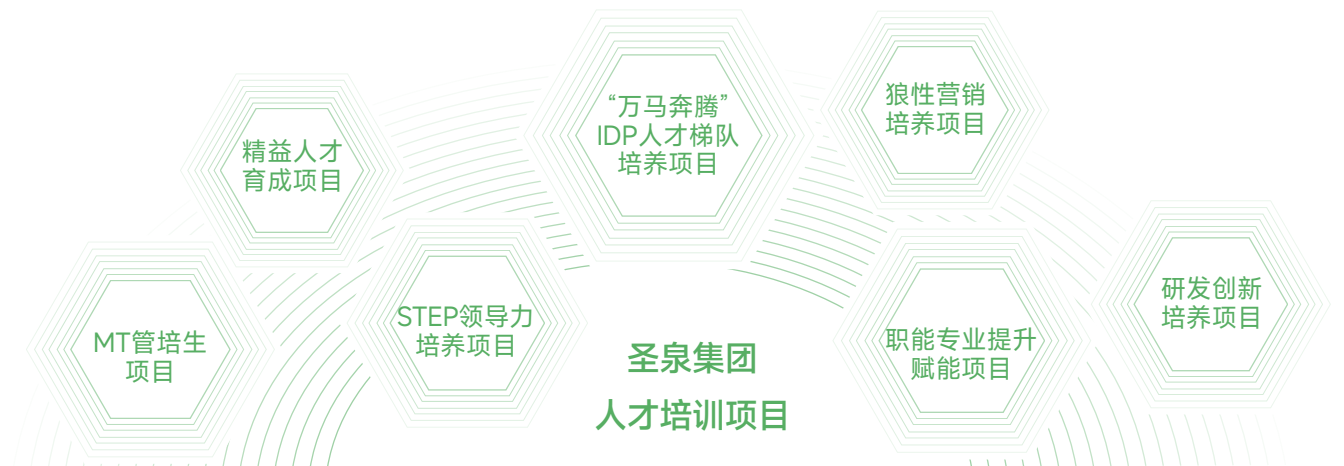 “万马奔腾”
IDP人才梯队
培养项目
狼性营销
培养项目
精益人才
育成项目
研发创新
培养项目
STEP领导力
培养项目
MT管培生
项目
职能专业提升
赋能项目
圣泉集团
人才培训项目